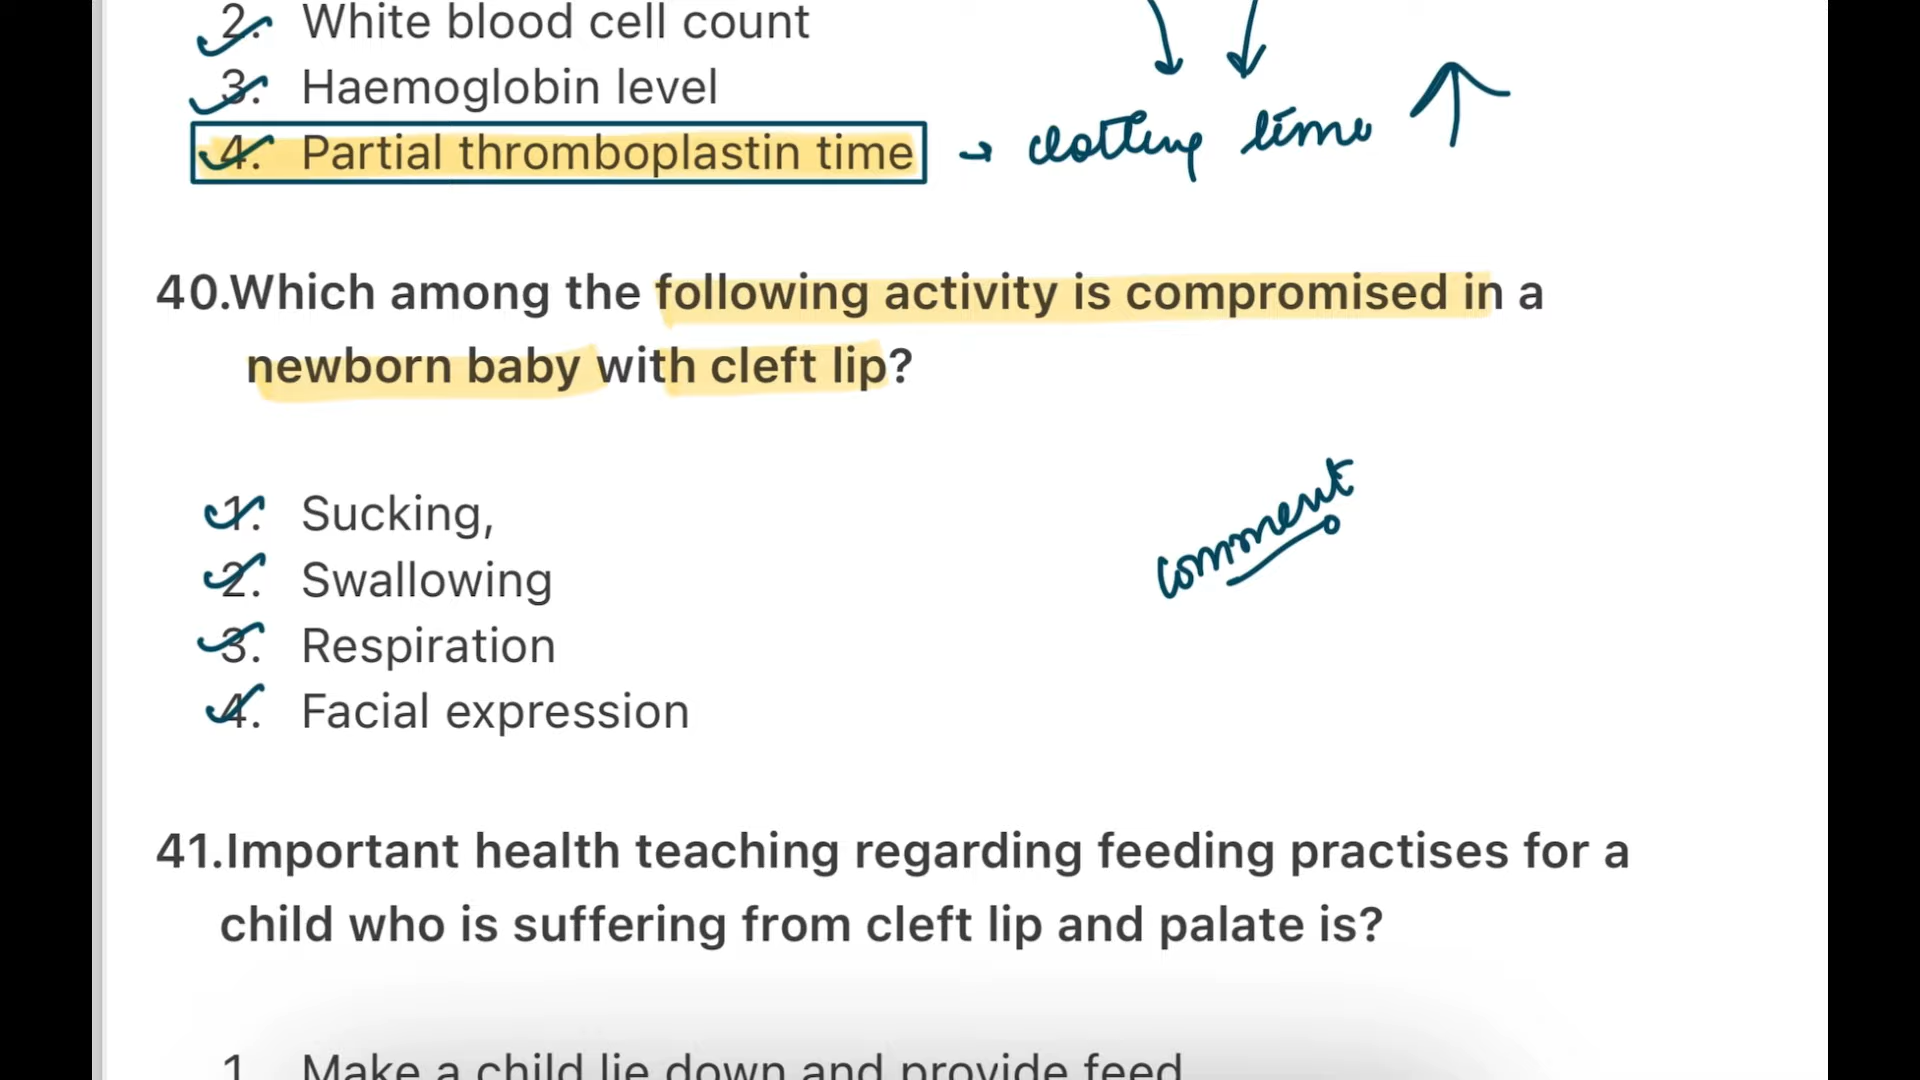 2. White blood cell count
3. Haemoglobin level
4. Partial thromboplastin time → clotting time ↑
40.Which among the following activity is compromised in a
newborn baby with cleft lip?
1. Sucking,
comment
2. Swallowing
3. Respiration
4. Facial expression
41.Important health teaching regarding feeding practises for a
child who is suffering from cleft lip and palate is?
1 Make a child lie down and provide feed